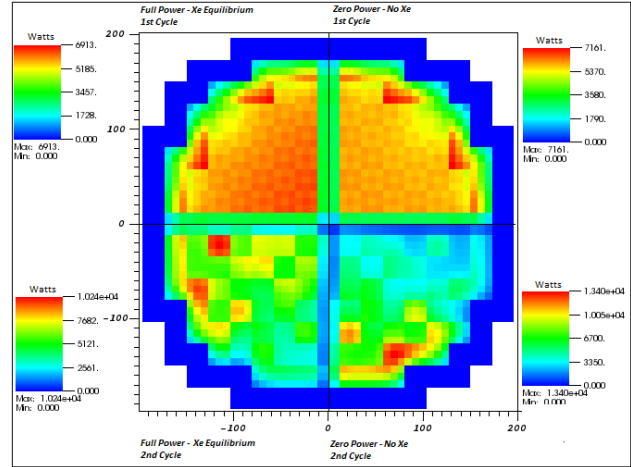 Full Power - Xe Equilibrium
1st Cycle
Zero Power - No Xe
1st Cycle
Watts
6913.
5185.
3457.
1728.
0.000
Max: 6913.
Min: 0.000
Watts
7161.
5370.
3580.
1790.
0.000
Max: 7161.
Min: 0.000
200
100
0
-100
Watts
1.024e+04
7682.
5121.
2561.
0.000
Max: 1.024e+04
Min: 0.000
Watts
1.340e+04
1.005e+04
6700.
3350.
0.000
Max: 1.340e+04
Min: 0.000
-100
0
100
200
Full Power - Xe Equilibrium
2nd Cycle
Zero Power - No Xe
2nd Cycle